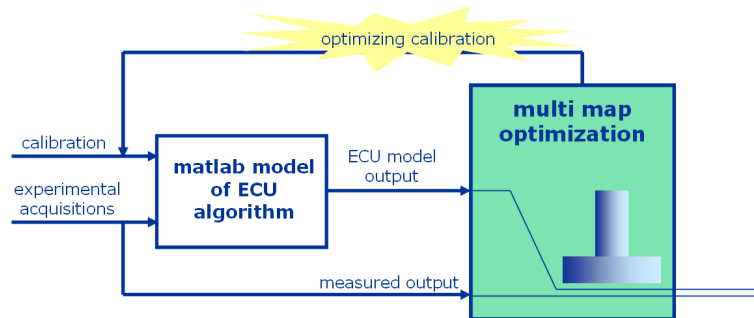 optimizing calibration
multi map
optimization
calibration
matlab model
of ECU
algorithm
ECU model
output
experimental
acquisitions
measured output